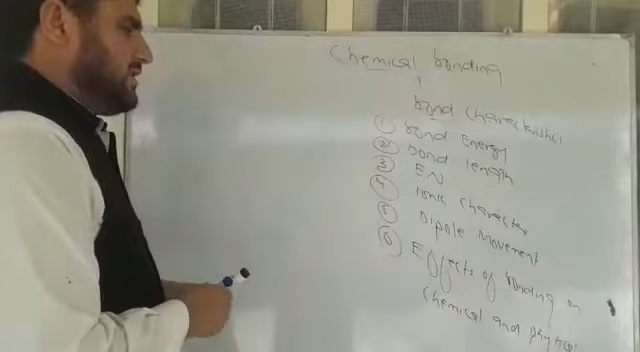 Chemical bonding
bond characteristics
① bond Energy
② bond length
③ EN
④ Ionic character
⑤ Dipole movement
⑥ Effects of bonding on
chemical and physical